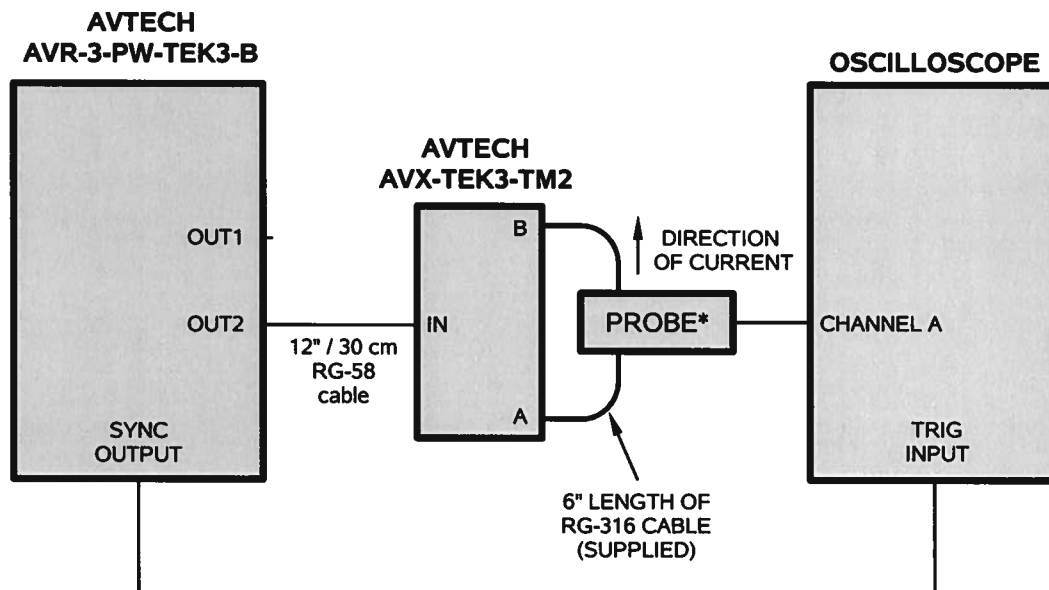 AVTECH
AVR-3-PW-TEK3-B
OUT1
OUT2
SYNC
OUTPUT
12" / 30 cm
RG-58
cable
AVTECH
AVX-TEK3-TM2
IN
B
A
DIRECTION
OF CURRENT
PROBE*
6" LENGTH OF
RG-316 CABLE
(SUPPLIED)
OSCILLOSCOPE
CHANNEL A
TRIG
INPUT